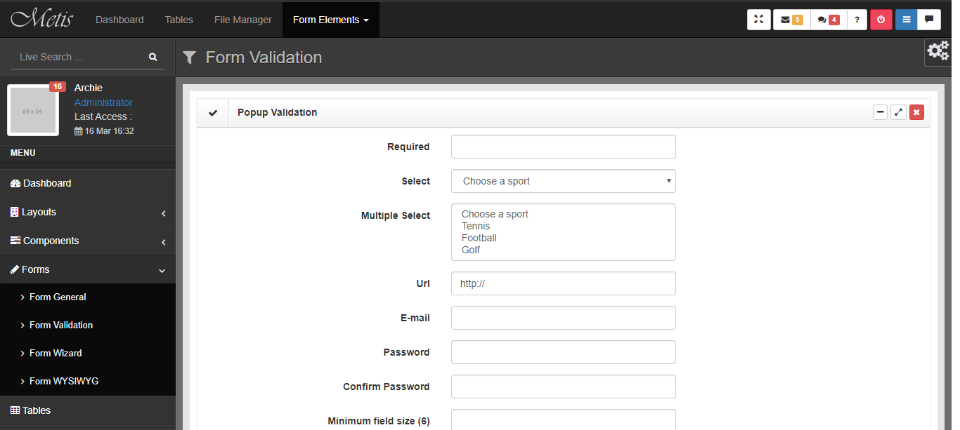 Metis Dashboard Tables File Manager Form Elements 4 ?
Live Search ...
Form Validation
16
Archie
Administrator
Last Access :
16 Mar 16:32
MENU
Dashboard
Layouts
Components
Forms
Form General
Form Validation
Form Wizard
Form WYSIWYG
Tables
Popup Validation
Required
Select Choose a sport
Multiple Select Choose a sport
Tennis
Football
Golf
Url http://
E-mail
Password
Confirm Password
Minimum field size (6)